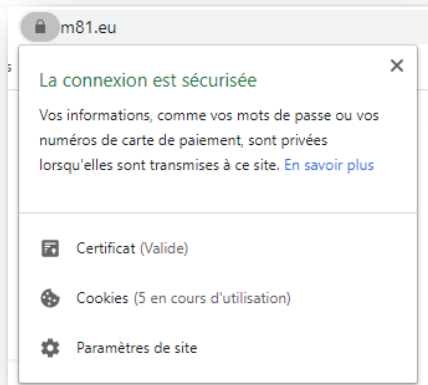 m81.eu
s
La connexion est sécurisée
Vos informations, comme vos mots de passe ou vos
numéros de carte de paiement, sont privées
lorsqu'elles sont transmises à ce site. En savoir plus
Certificat (Valide)
Cookies (5 en cours d'utilisation)
Paramètres de site